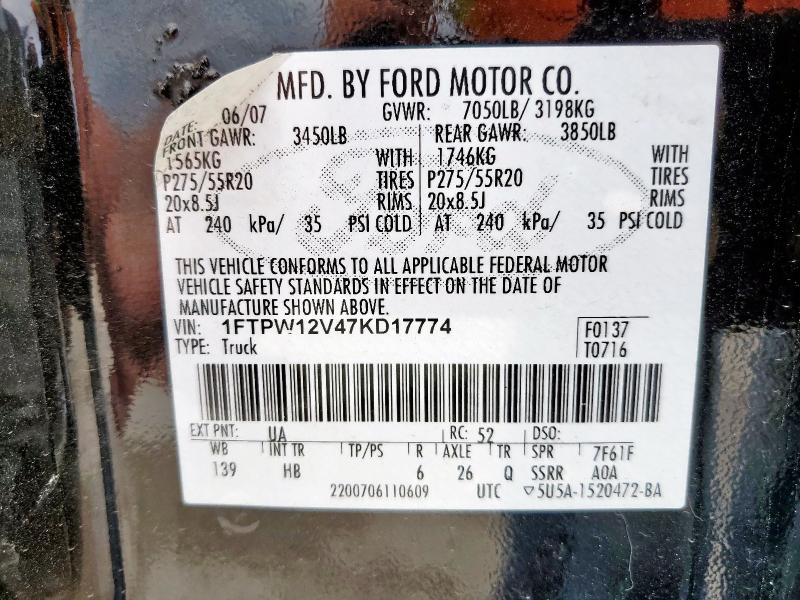 MFD. BY FORD MOTOR CO.
DATE: 06/07 GVWR: 7050LB/ 3198KG
FRONT GAWR: 3450LB REAR GAWR: 3850LB
1565KG WITH 1746KG WITH
P275/55R20 TIRES P275/55R20 TIRES
20x8.5J RIMS 20x8.5J RIMS
AT 240 kPa/ 35 PSI COLD AT 240 kPa/ 35 PSI COLD
Ford
THIS VEHICLE CONFORMS TO ALL APPLICABLE FEDERAL MOTOR
VEHICLE SAFETY STANDARDS IN EFFECT ON THE DATE OF
MANUFACTURE SHOWN ABOVE.
VIN: 1FTPW12V47KD17774 F0137
TYPE: Truck T0716
EXT PNT: UA RC: 52 DSO:
WB INT TR TP/PS R AXLE TR SPR 7F61F
139 HB 6 26 Q SSRR A0A
2200706110609 UTC ▽5U5A-1520472-BA